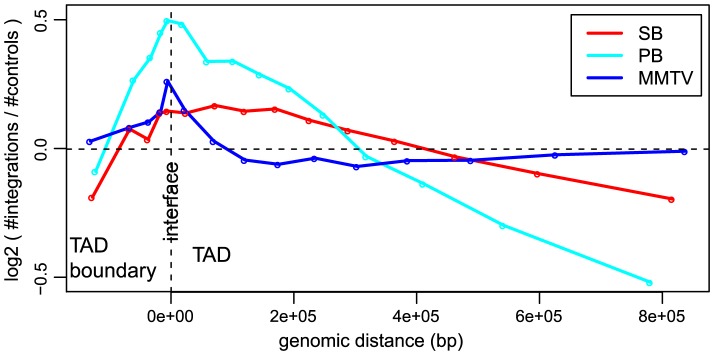 log2 ( #integrations / #controls)
0.5
0.0
−0.5
SB
PB
MMTV
interface
TAD
boundary
TAD
0e+00
2e+05
4e+05
6e+05
8e+05
genomic distance (bp)